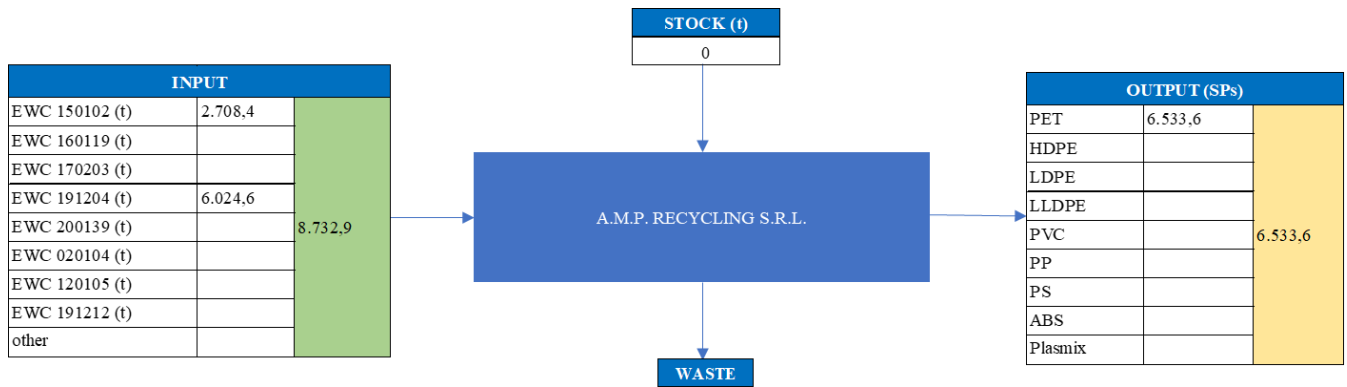 STOCK (t)
0
INPUT
EWC 150102 (t) 2.708,4
EWC 160119 (t)
EWC 170203 (t)
EWC 191204 (t) 6.024,6
EWC 200139 (t)
EWC 020104 (t)
EWC 120105 (t)
EWC 191212 (t)
other
8.732,9
A.M.P. RECYCLING S.R.L.
OUTPUT (SPs)
PET 6.533,6
HDPE
LDPE
LLDPE
PVC
PP
PS
ABS
Plasmix
6.533,6
WASTE